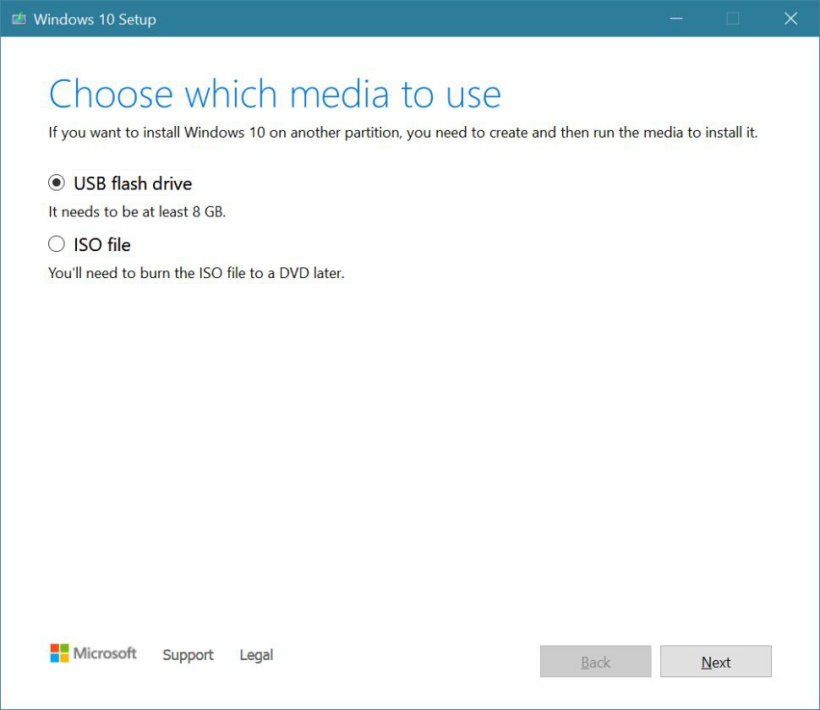 Windows 10 Setup
Choose which media to use
If you want to install Windows 10 on another partition, you need to create and then run the media to install it.
USB flash drive
It needs to be at least 8 GB.
ISO file
You'll need to burn the ISO file to a DVD later.
Microsoft Support Legal Back Next